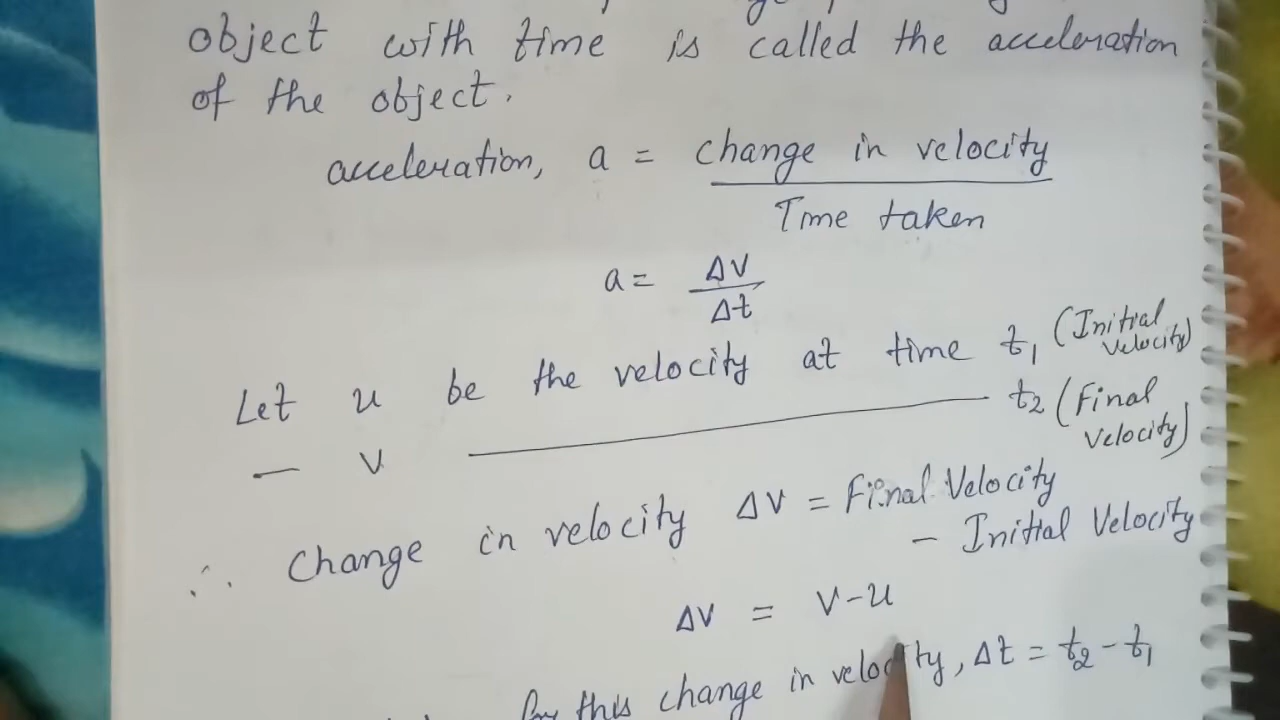 object with time is called the acceleration
of the object.
acceleration, a = change in velocity
Time taken
a = ΔV
Δt
Let u be the velocity at time t₁ (Initial
velocity)
— V ———— t₂ (Final
Velocity)
∴ Change in velocity ΔV = Final Velocity
– Initial Velocity
ΔV = V-u
for this change in velocity, Δt = t₂ - t₁